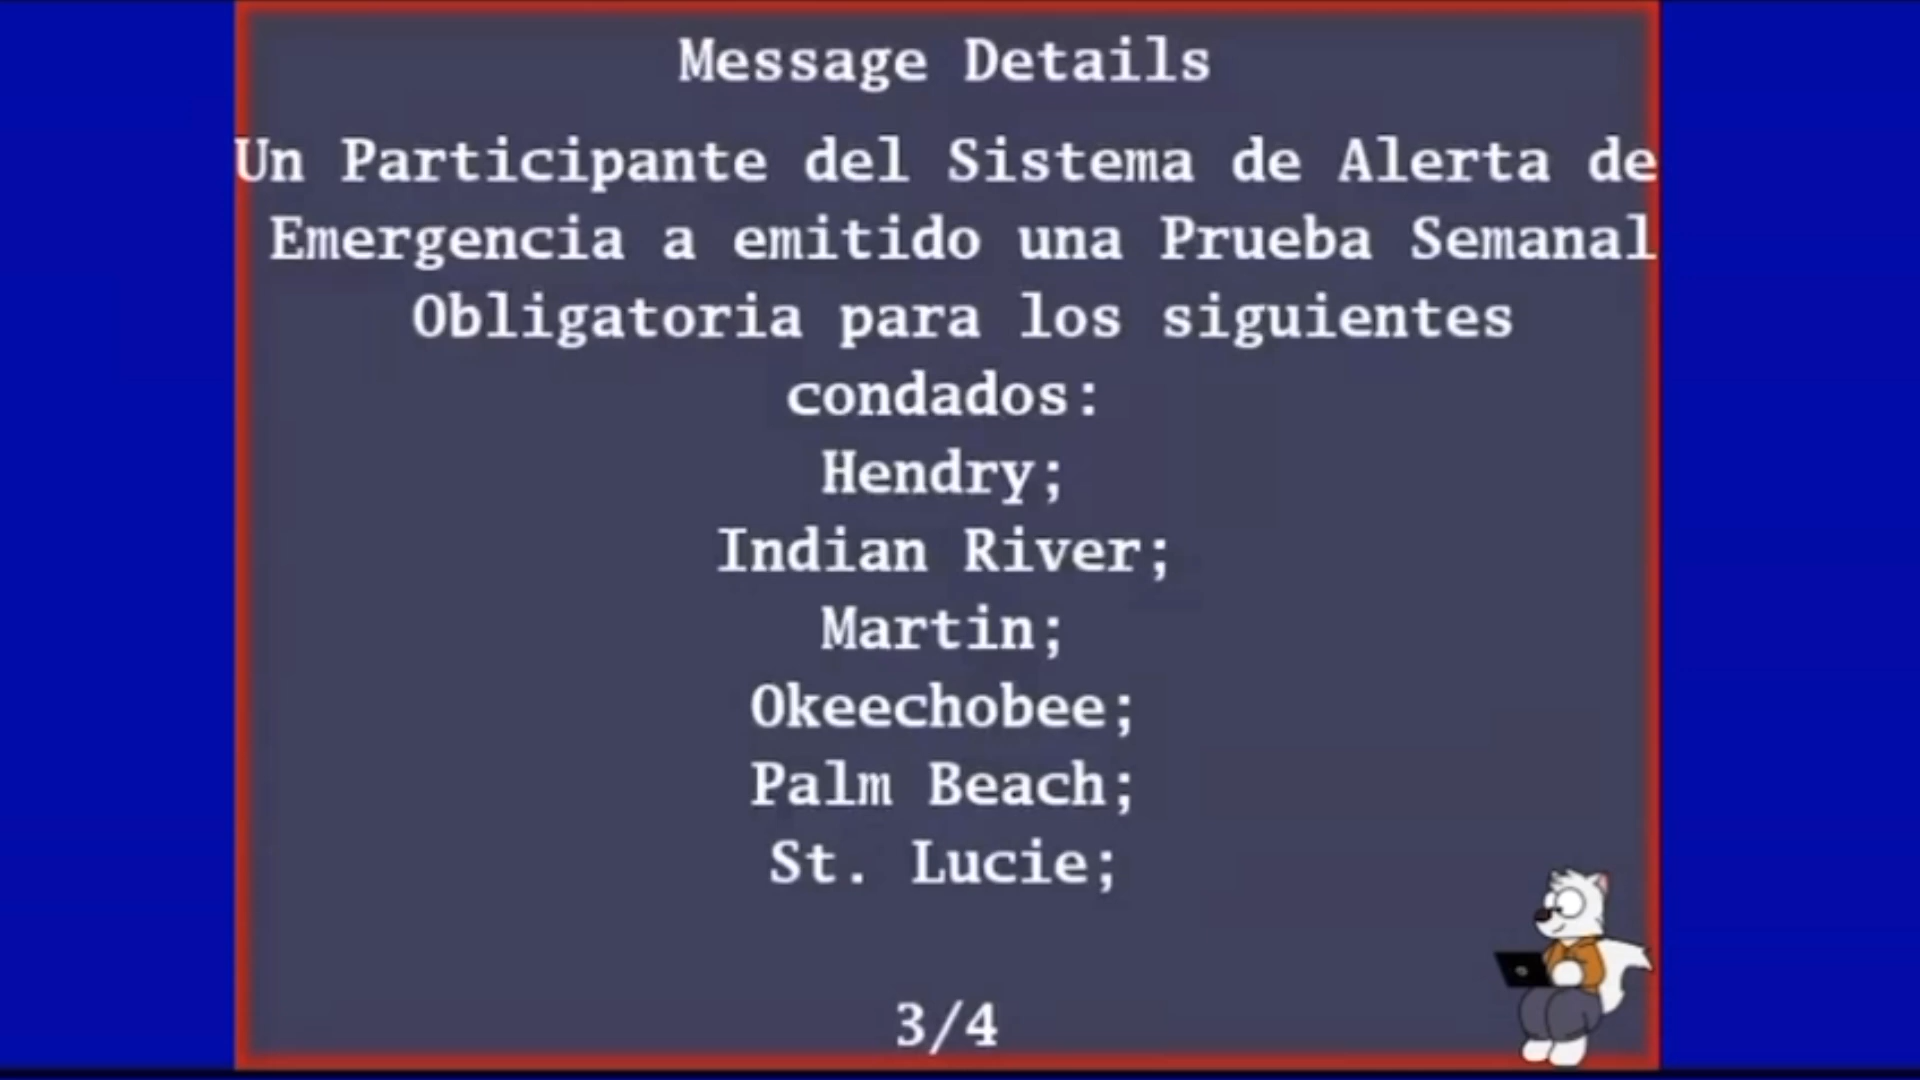 Message Details
Un Participante del Sistema de Alerta de
Emergencia a emitido una Prueba Semanal
Obligatoria para los siguientes
condados:
Hendry;
Indian River;
Martin;
Okeechobee;
Palm Beach;
St. Lucie;
3/4